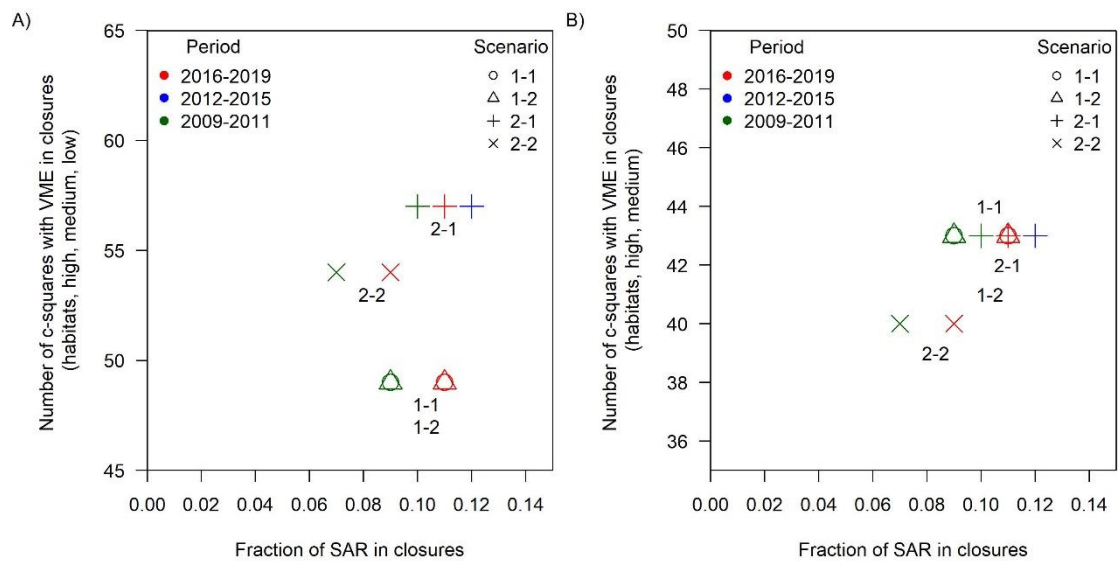 A)
Number of c-squares with VME in closures
(habitats, high, medium, low)
65
60
55
50
45
Period
2016-2019
2012-2015
2009-2011
Scenario
1-1
1-2
2-1
2-2
2-1
2-2
1-1
1-2
0.00 0.02 0.04 0.06 0.08 0.10 0.12 0.14
Fraction of SAR in closures
B)
Number of c-squares with VME in closures
(habitats, high, medium)
50
48
46
44
42
40
38
36
Period
2016-2019
2012-2015
2009-2011
Scenario
1-1
1-2
2-1
2-2
1-1
2-1
1-2
2-2
0.00 0.02 0.04 0.06 0.08 0.10 0.12 0.14
Fraction of SAR in closures